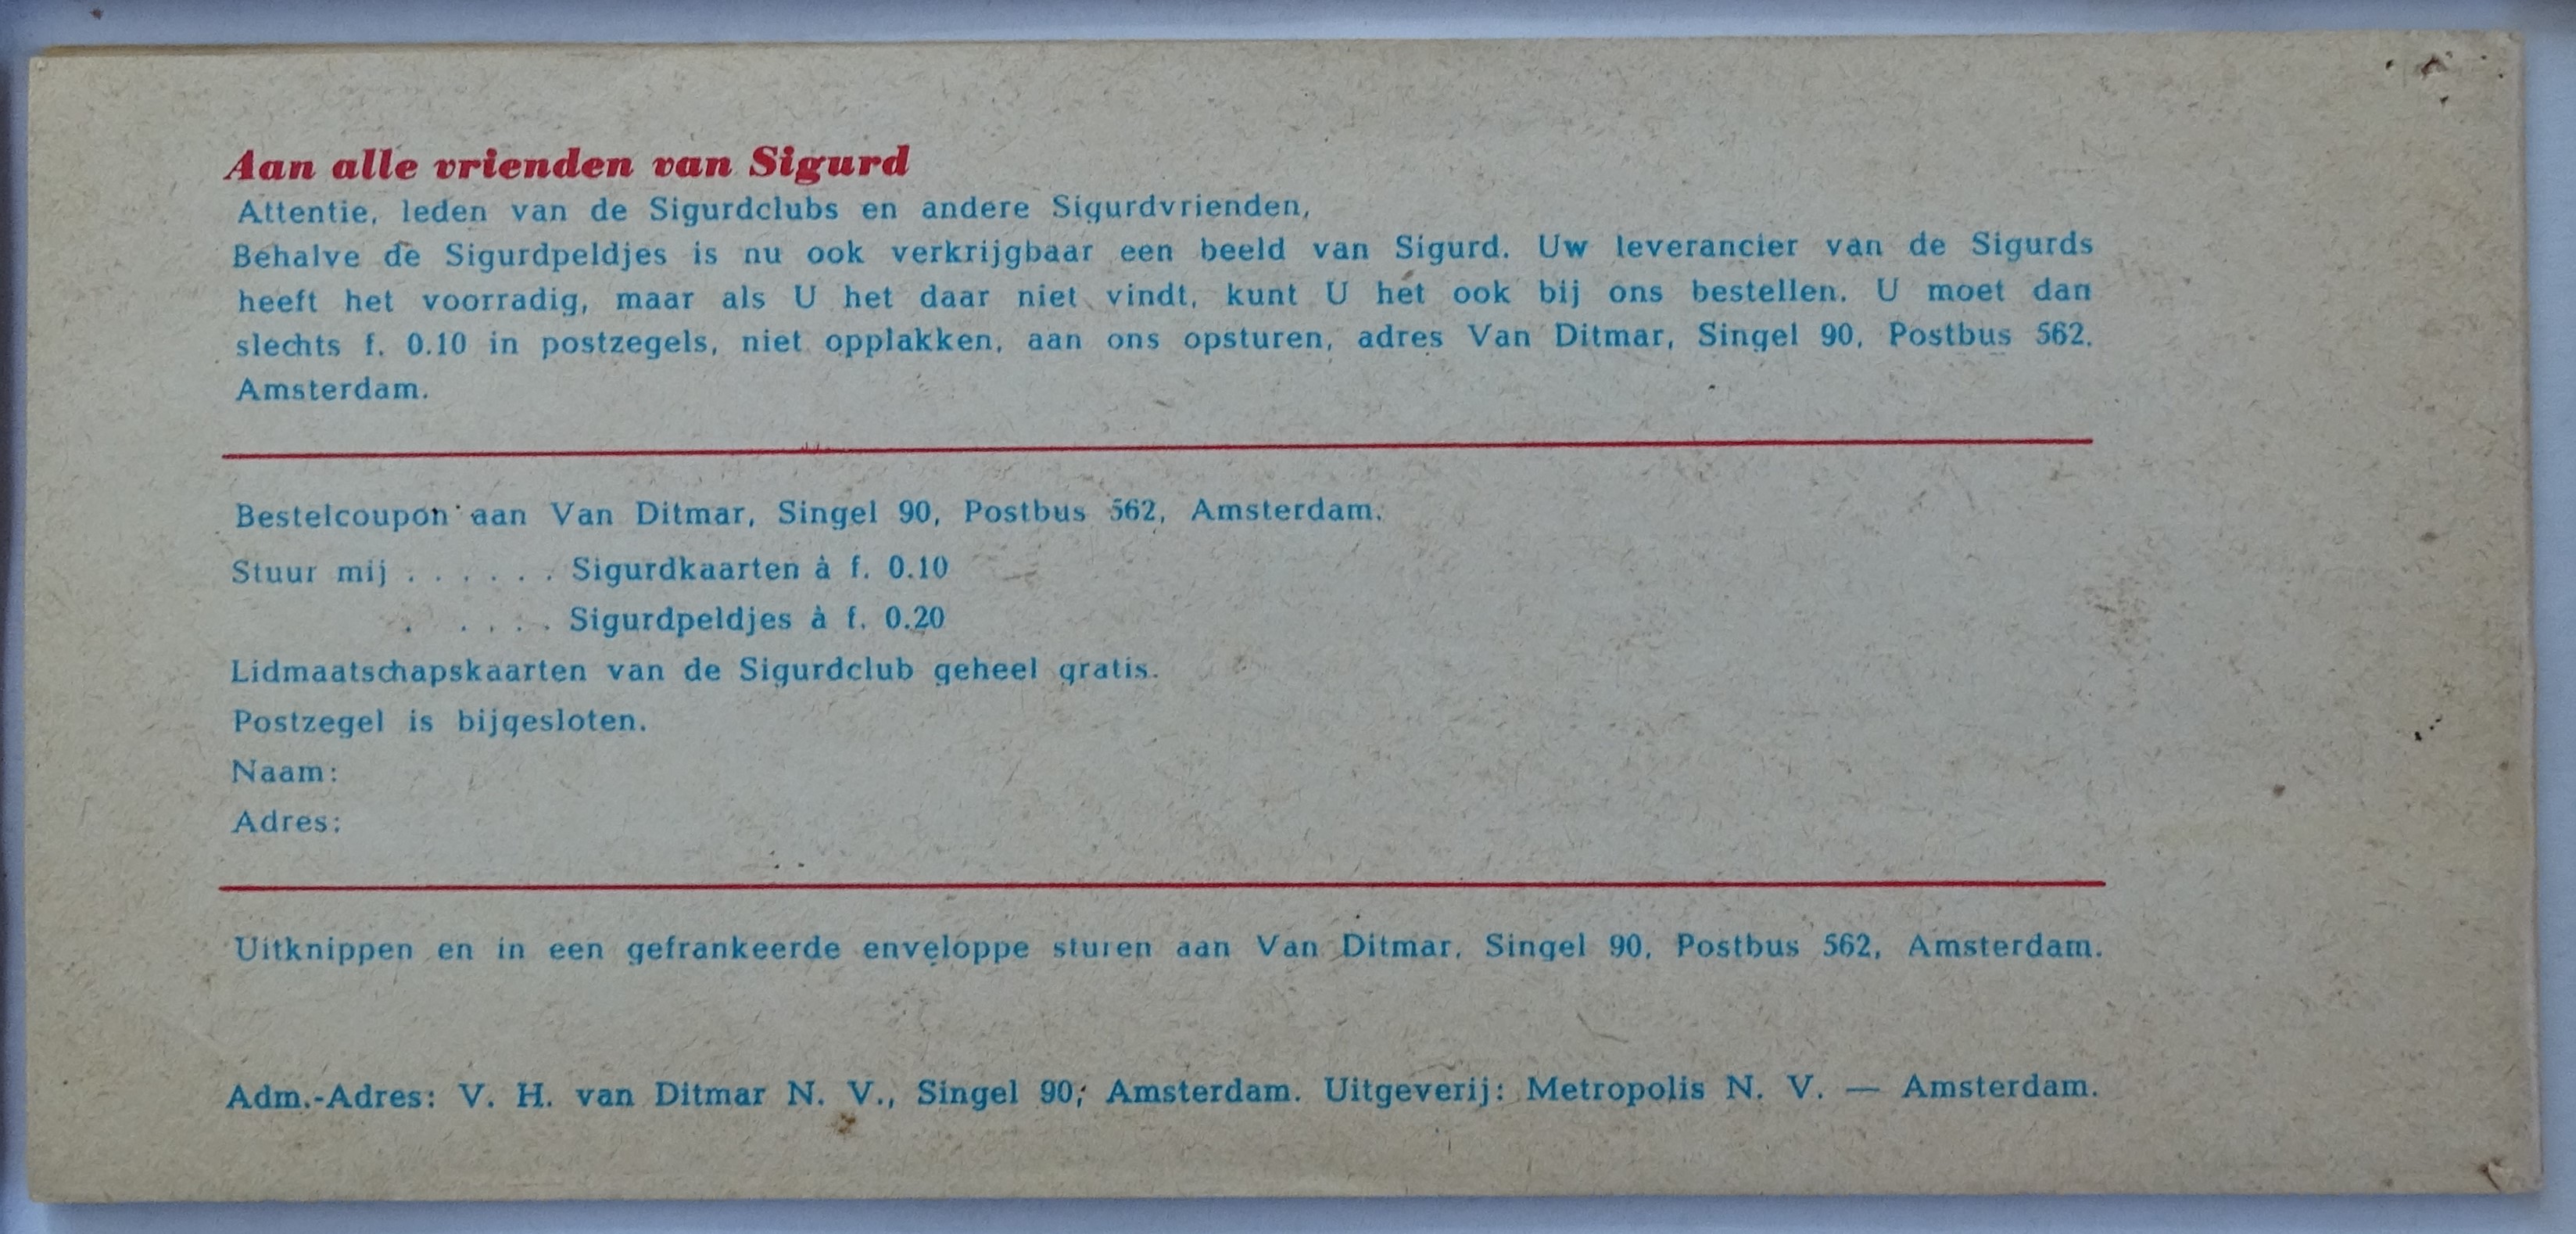 Aan alle vrienden van Sigurd
Attentie, leden van de Sigurdclubs en andere Sigurdvrienden,
Behalve de Sigurdpeldjes is nu ook verkrijgbaar een beeld van Sigurd. Uw leverancier van de Sigurds
heeft het voorradig, maar als U het daar niet vindt, kunt U het ook bij ons bestellen. U moet dan
slechts f. 0.10 in postzegels, niet opplakken, aan ons opsturen, adres Van Ditmar, Singel 90, Postbus 562.
Amsterdam.
Bestelcoupon aan Van Ditmar, Singel 90, Postbus 562, Amsterdam.
Stuur mij . . . . . . Sigurdkaarten à f. 0.10
. . . . . Sigurdpeldjes à f. 0.20
Lidmaatschapskaarten van de Sigurdclub geheel gratis.
Postzegel is bijgesloten.
Naam:
Adres:
Uitknippen en in een gefrankeerde enveloppe sturen aan Van Ditmar, Singel 90, Postbus 562, Amsterdam.
Adm.-Adres: V. H. van Ditmar N. V., Singel 90; Amsterdam. Uitgeverij: Metropolis N. V. — Amsterdam.